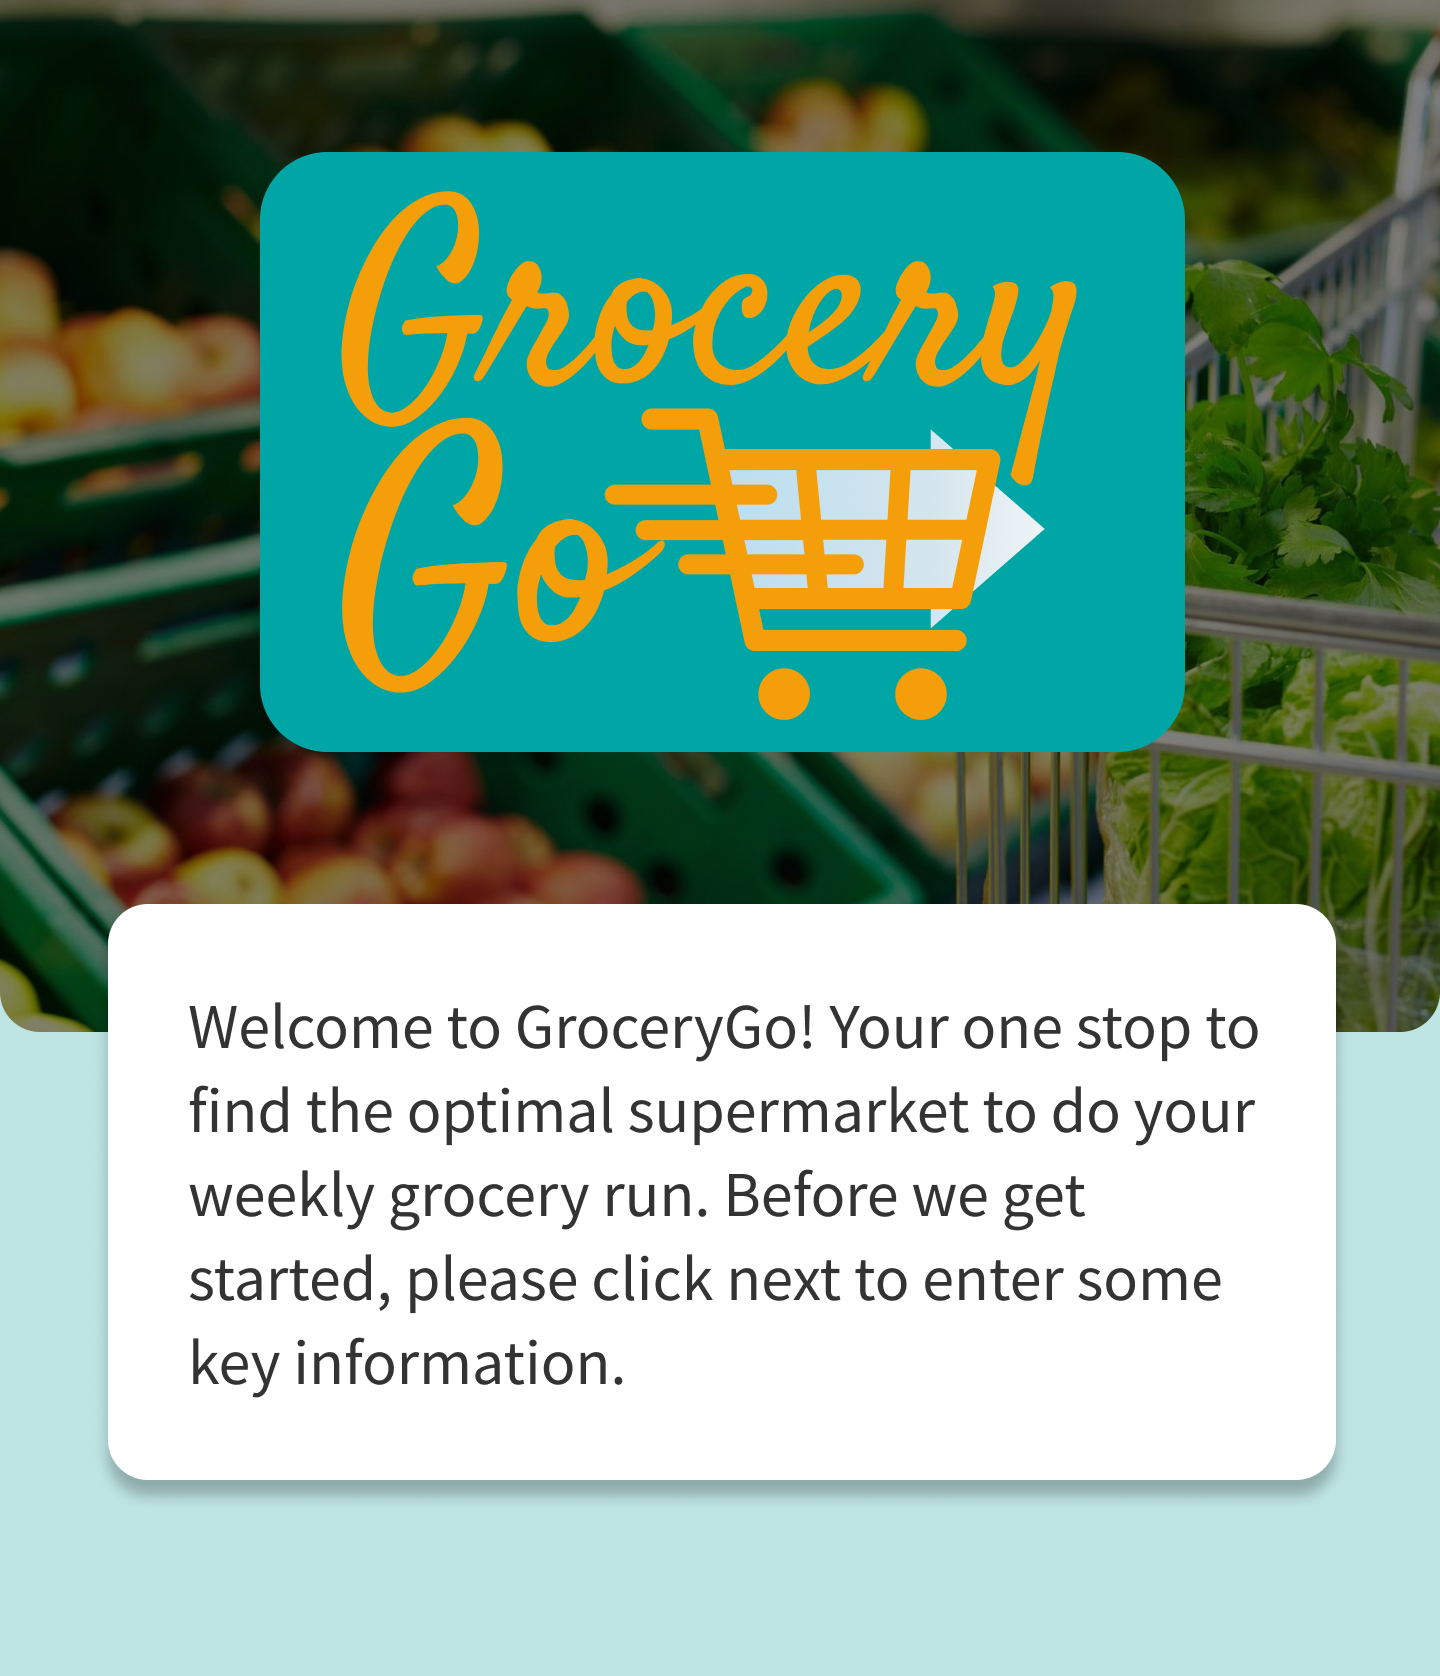 Grocery
Go
Welcome to GroceryGo! Your one stop to
find the optimal supermarket to do your
weekly grocery run. Before we get
started, please click next to enter some
key information.